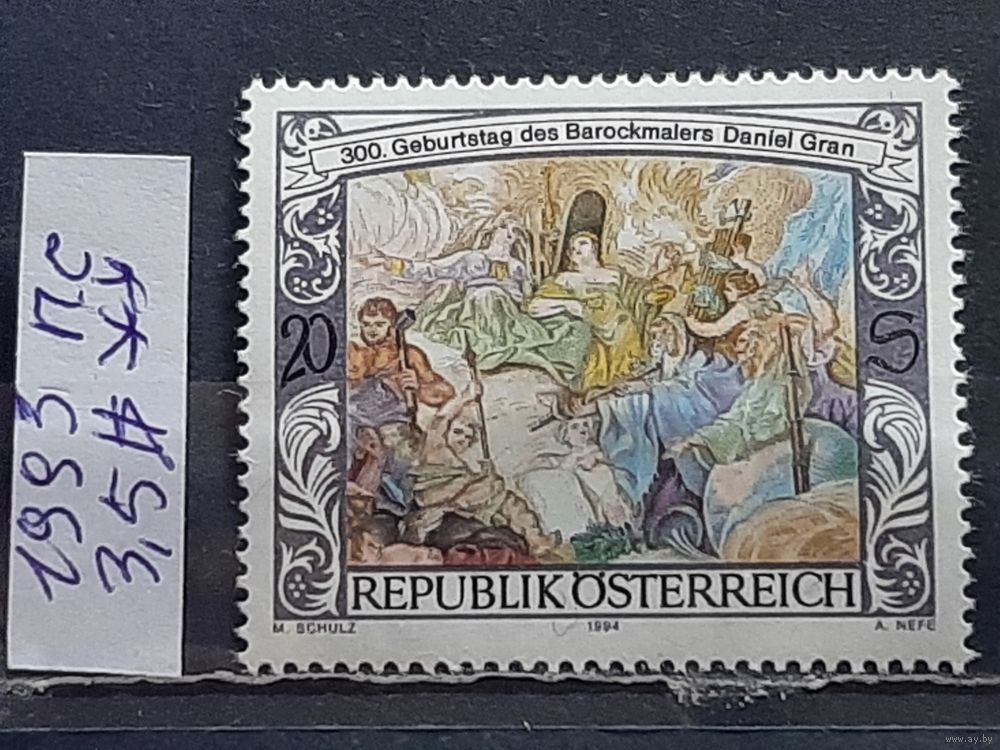 1993 ПС
3,5# **
300. Geburtstag des Barockmalers Daniel Gran
20 S
REPUBLIK ÖSTERREICH
M. SCHULZ 1994 A. NEFE
www.ay.by